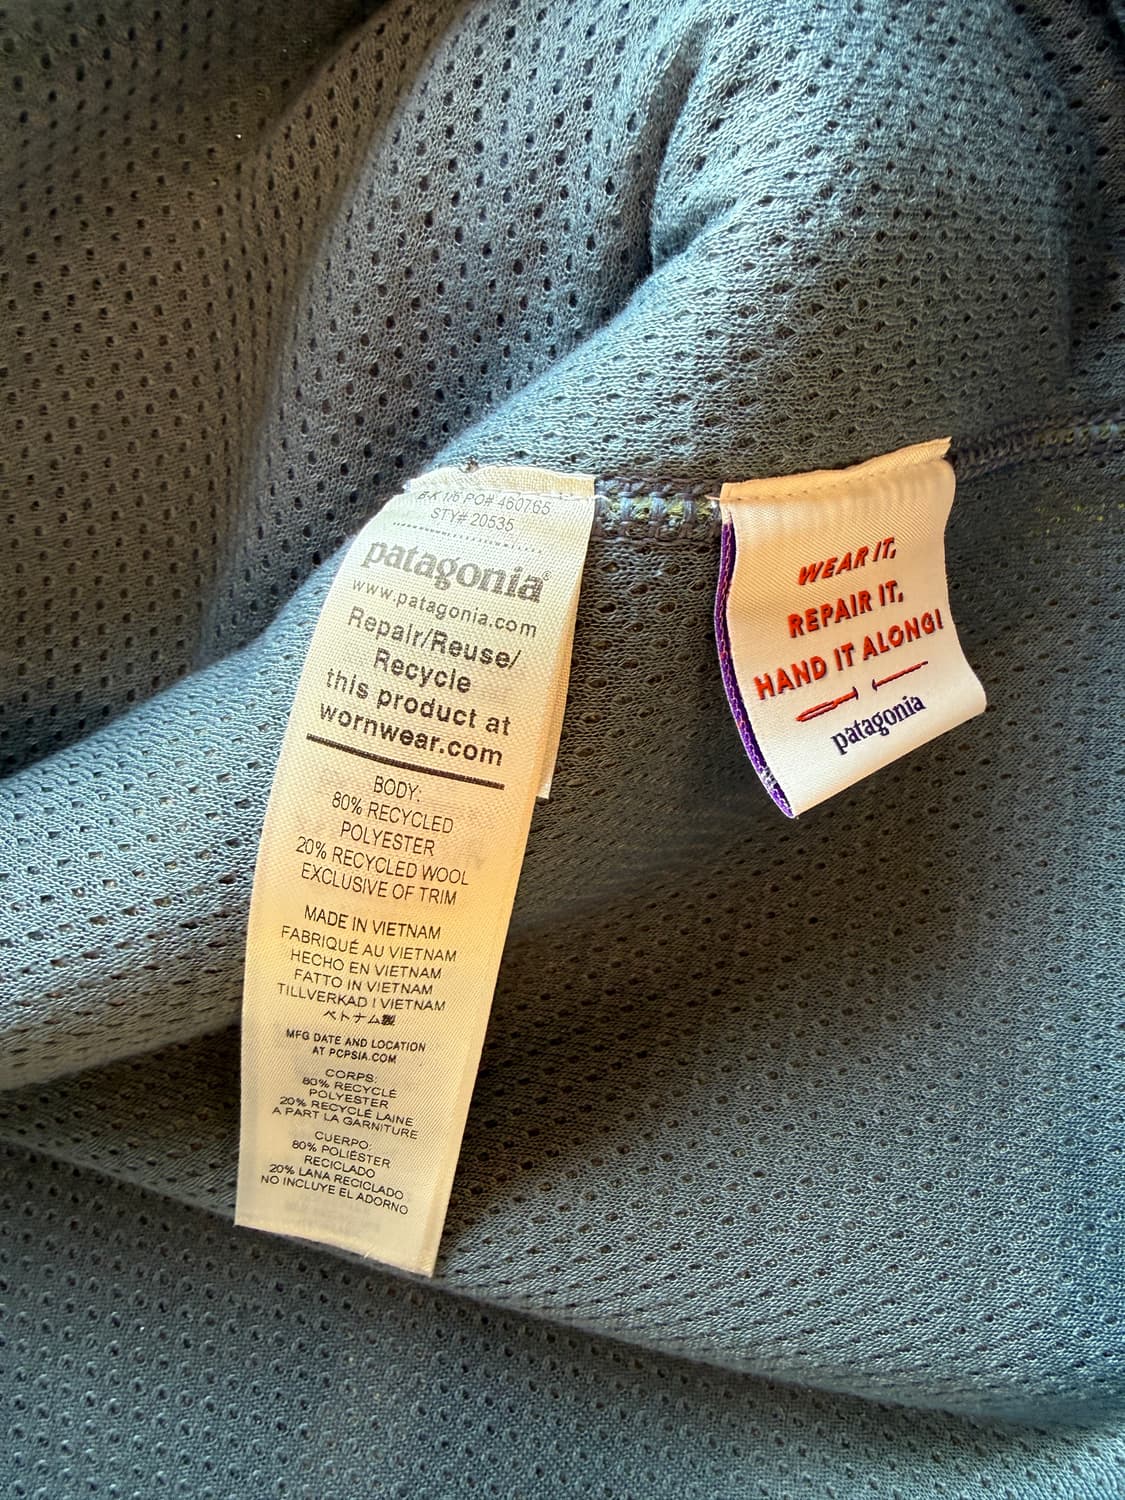 B-K 1/6 PO# 460765
STY# 20535
patagonia®
www.patagonia.com
Repair/Reuse/
Recycle
this product at
wornwear.com
BODY:
80% RECYCLED
POLYESTER
20% RECYCLED WOOL
EXCLUSIVE OF TRIM
MADE IN VIETNAM
FABRIQUÉ AU VIETNAM
HECHO EN VIETNAM
FATTO IN VIETNAM
TILLVERKAD I VIETNAM
ベトナム製
MFG DATE AND LOCATION
AT PCPSIA.COM
CORPS:
80% RECYCLÉ
POLYESTER
20% RECYCLÉ LAINE
A PART LA GARNITURE
CUERPO:
80% POLIÉSTER
RECICLADO
20% LANA RECICLADO
NO INCLUYE EL ADORNO
WEAR IT,
REPAIR IT,
HAND IT ALONG!
patagonia